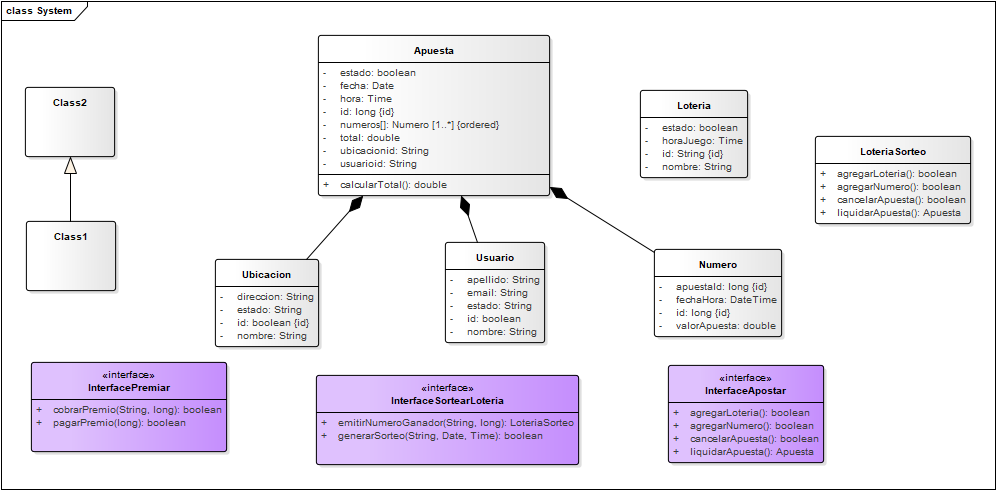 class System
Apuesta
- estado: boolean
- fecha: Date
- hora: Time
- id: long {id}
- numeros[]: Numero [1..*] {ordered}
- total: double
- ubicacionid: String
- usuarioid: String
+ calcularTotal(): double
Class2
Class1
Loteria
- estado: boolean
- horaJuego: Time
- id: String {id}
- nombre: String
LoteriaSorteo
+ agregarLoteria(): boolean
+ agregarNumero(): boolean
+ cancelarApuesta(): boolean
+ liquidarApuesta(): Apuesta
Ubicacion
- direccion: String
- estado: String
- id: boolean {id}
- nombre: String
Usuario
- apellido: String
- email: String
- estado: String
- id: boolean
- nombre: String
Numero
- apuestaId: long {id}
- fechaHora: DateTime
- id: long {id}
- valorApuesta: double
«interface»
InterfacePremiar
+ cobrarPremio(String, long): boolean
+ pagarPremio(long): boolean
«interface»
InterfaceSortearLoteria
+ emitirNumeroGanador(String, long): LoteriaSorteo
+ generarSorteo(String, Date, Time): boolean
«interface»
InterfaceApostar
+ agregarLoteria(): boolean
+ agregarNumero(): boolean
+ cancelarApuesta(): boolean
+ liquidarApuesta(): Apuesta